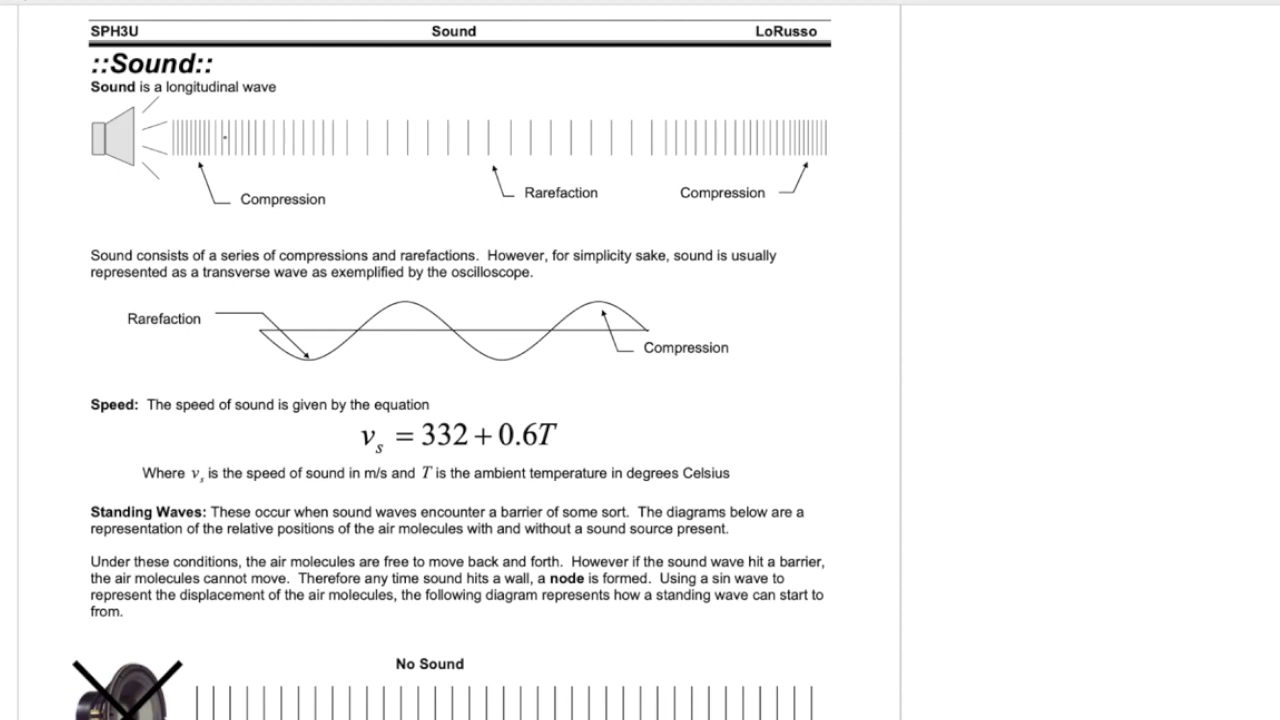 SPH3U Sound LoRusso
::Sound::
Sound is a longitudinal wave
Compression Rarefaction Compression
Sound consists of a series of compressions and rarefactions. However, for simplicity sake, sound is usually
represented as a transverse wave as exemplified by the oscilloscope.
Rarefaction
Compression
Speed: The speed of sound is given by the equation
vs = 332 + 0.6T
Where vs is the speed of sound in m/s and T is the ambient temperature in degrees Celsius
Standing Waves: These occur when sound waves encounter a barrier of some sort. The diagrams below are a
representation of the relative positions of the air molecules with and without a sound source present.
Under these conditions, the air molecules are free to move back and forth. However if the sound wave hit a barrier,
the air molecules cannot move. Therefore any time sound hits a wall, a node is formed. Using a sin wave to
represent the displacement of the air molecules, the following diagram represents how a standing wave can start to
from.
No Sound